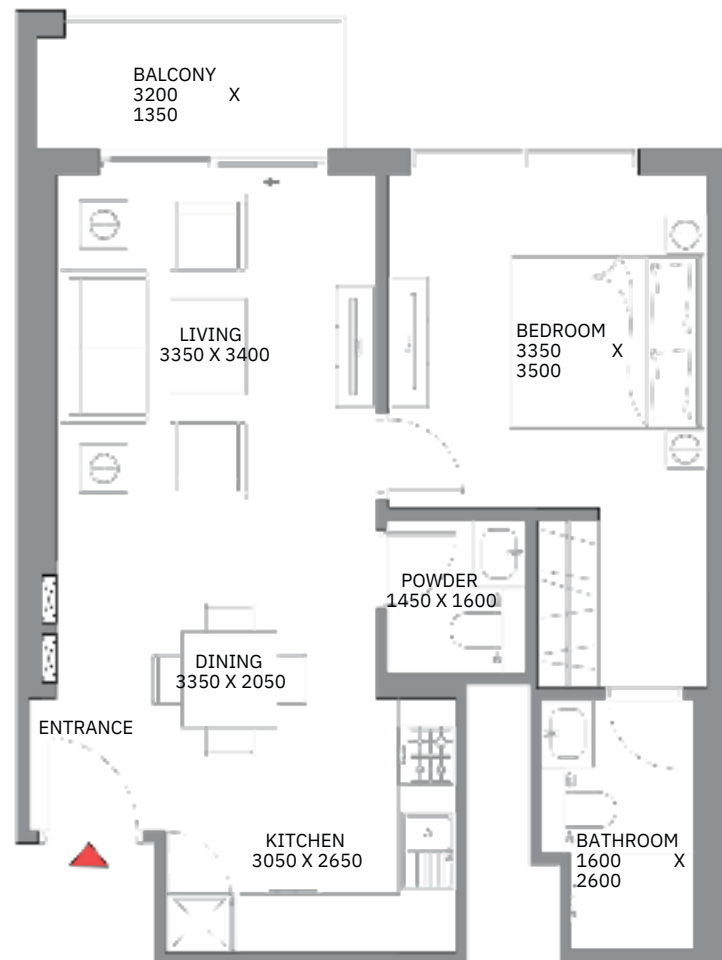 BALCONY
3200 X
1350
LIVING
3350 X 3400
BEDROOM
3350 X
3500
POWDER
1450 X 1600
DINING
3350 X 2050
ENTRANCE
KITCHEN
3050 X 2650
BATHROOM
1600 X
2600